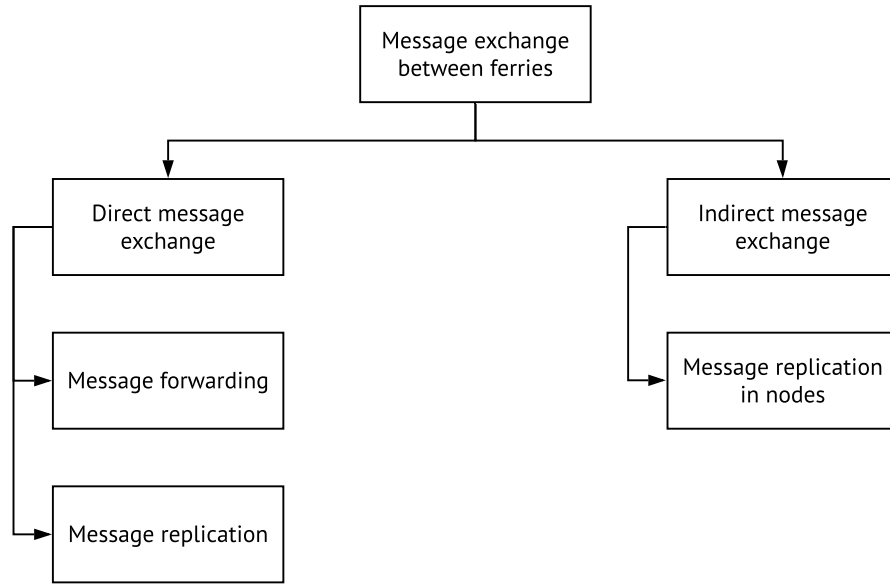 Message exchange
between ferries
Direct message
exchange
Indirect message
exchange
Message forwarding
Message replication
in nodes
Message replication